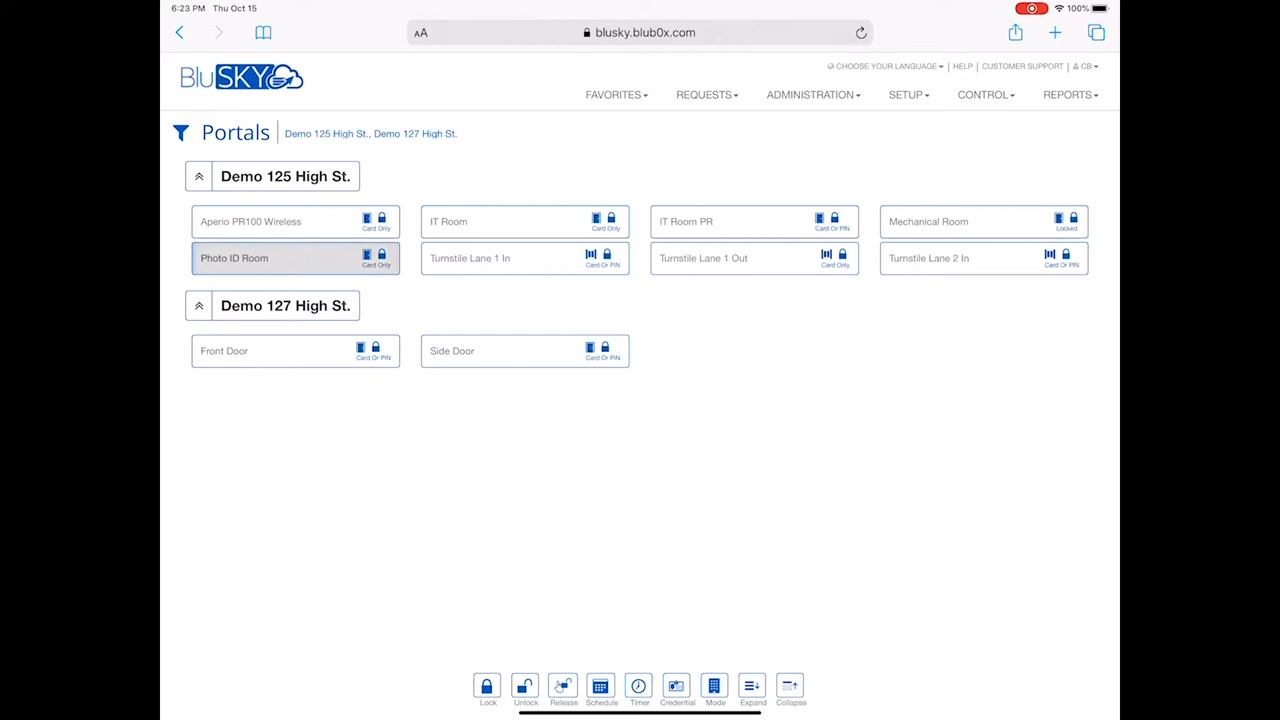 6:23 PM Thu Oct 15
100%
AA blusky.blub0x.com
BluSKY
CHOOSE YOUR LANGUAGE | HELP | CUSTOMER SUPPORT | CB
FAVORITES REQUESTS ADMINISTRATION SETUP CONTROL REPORTS
Portals Demo 125 High St., Demo 127 High St.
Demo 125 High St.
Aperio PR100 Wireless Card Only
IT Room Card Only
IT Room PR Card Or PIN
Mechanical Room Locked
Photo ID Room Card Only
Turnstile Lane 1 In Card Or PIN
Turnstile Lane 1 Out Card Only
Turnstile Lane 2 In Card Or PIN
Demo 127 High St.
Front Door Card Or PIN
Side Door Card Or PIN
Lock Unlock Release Schedule Timer Credential Mode Expand Collapse